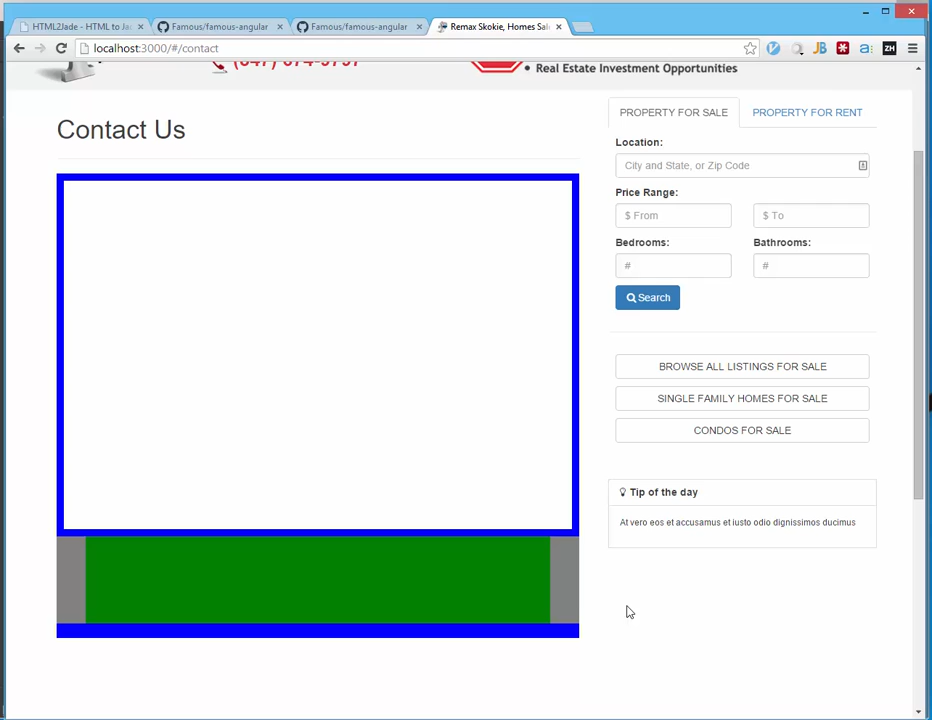 HTML2Jade - HTML to Ja
Famous/famous-angular
Famous/famous-angular
Remax Skokie, Homes Sal
localhost:3000/#/contact
• Real Estate Investment Opportunities
PROPERTY FOR SALE
PROPERTY FOR RENT
Contact Us
Location:
City and State, or Zip Code
Price Range:
$ From
$ To
Bedrooms:
Bathrooms:
#
#
Search
BROWSE ALL LISTINGS FOR SALE
SINGLE FAMILY HOMES FOR SALE
CONDOS FOR SALE
Tip of the day
At vero eos et accusamus et iusto odio dignissimos ducimus